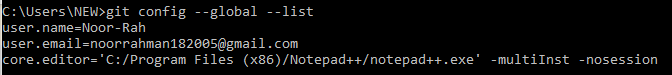 C:\Users\NEW>git config --global --list
user.name=Noor-Rah
user.email=noorrahman182005@gmail.com
core.editor='C:/Program Files (x86)/Notepad++/notepad++.exe' -multiInst -nosession